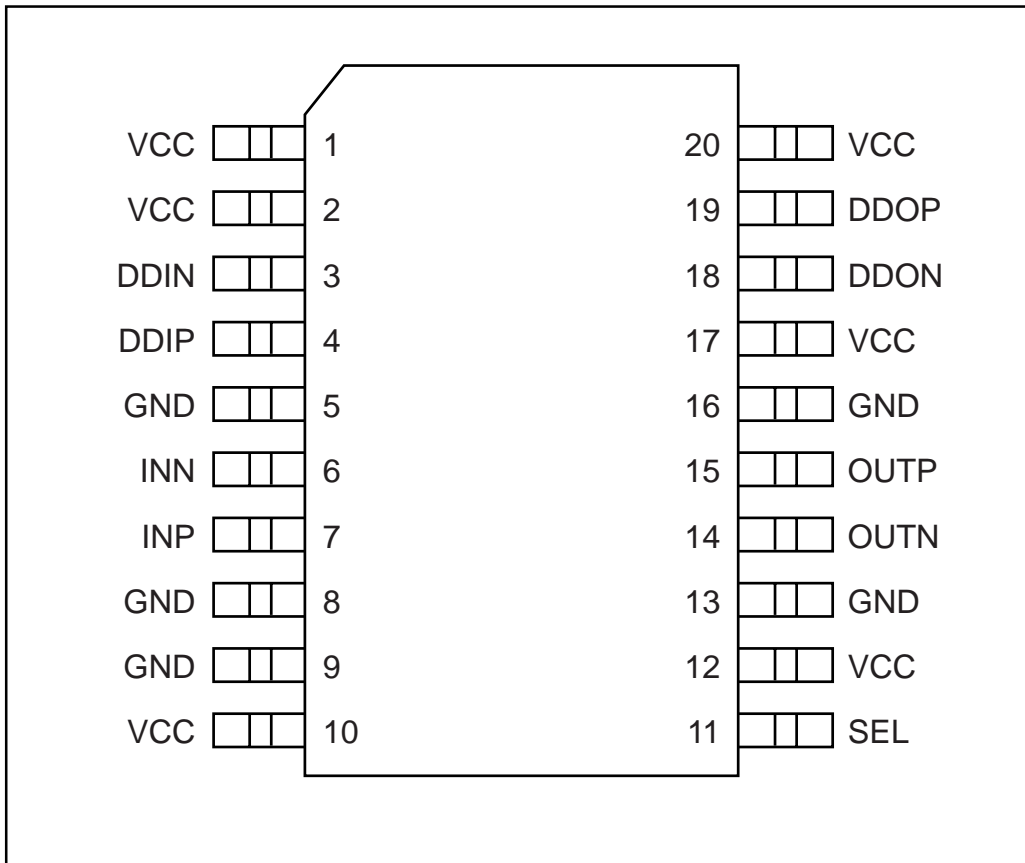 VCC 1 20 VCC
VCC 2 19 DDOP
DDIN 3 18 DDON
DDIP 4 17 VCC
GND 5 16 GND
INN 6 15 OUTP
INP 7 14 OUTN
GND 8 13 GND
GND 9 12 VCC
VCC 10 11 SEL